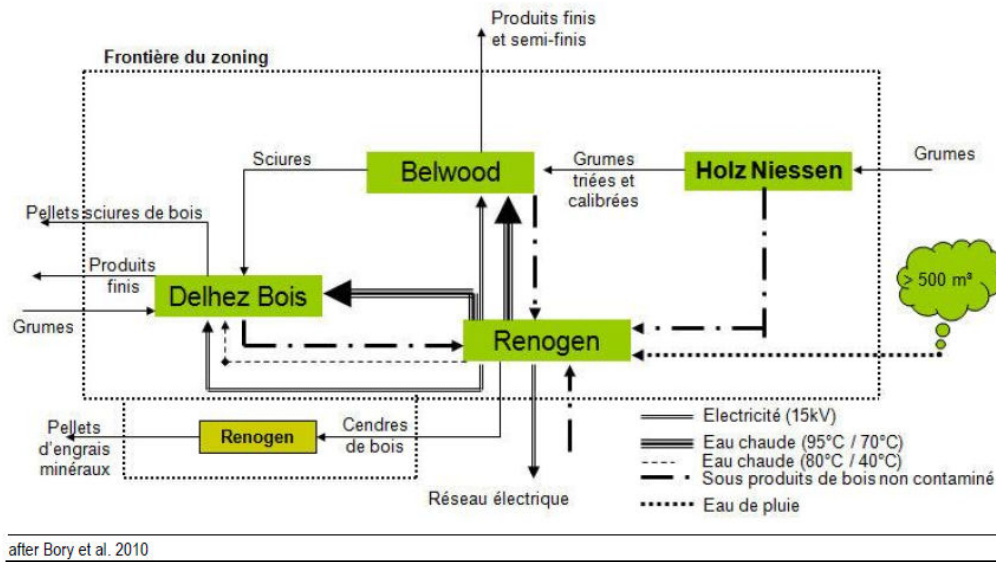 Produits finis
et semi-finis
Frontière du zoning
Sciures
Belwood
Grumes
triées et
calibrées
Holz Niessen
Grumes
Pellets sciures de bois
Produits
finis
Delhez Bois
Grumes
> 500 m³
Renogen
Pellets
d'engrais
minéraux
Renogen
Cendres
de bois
Réseau électrique
Electricité (15kV)
Eau chaude (95°C / 70°C)
Eau chaude (80°C / 40°C)
Sous produits de bois non contaminé
Eau de pluie
after Bory et al. 2010